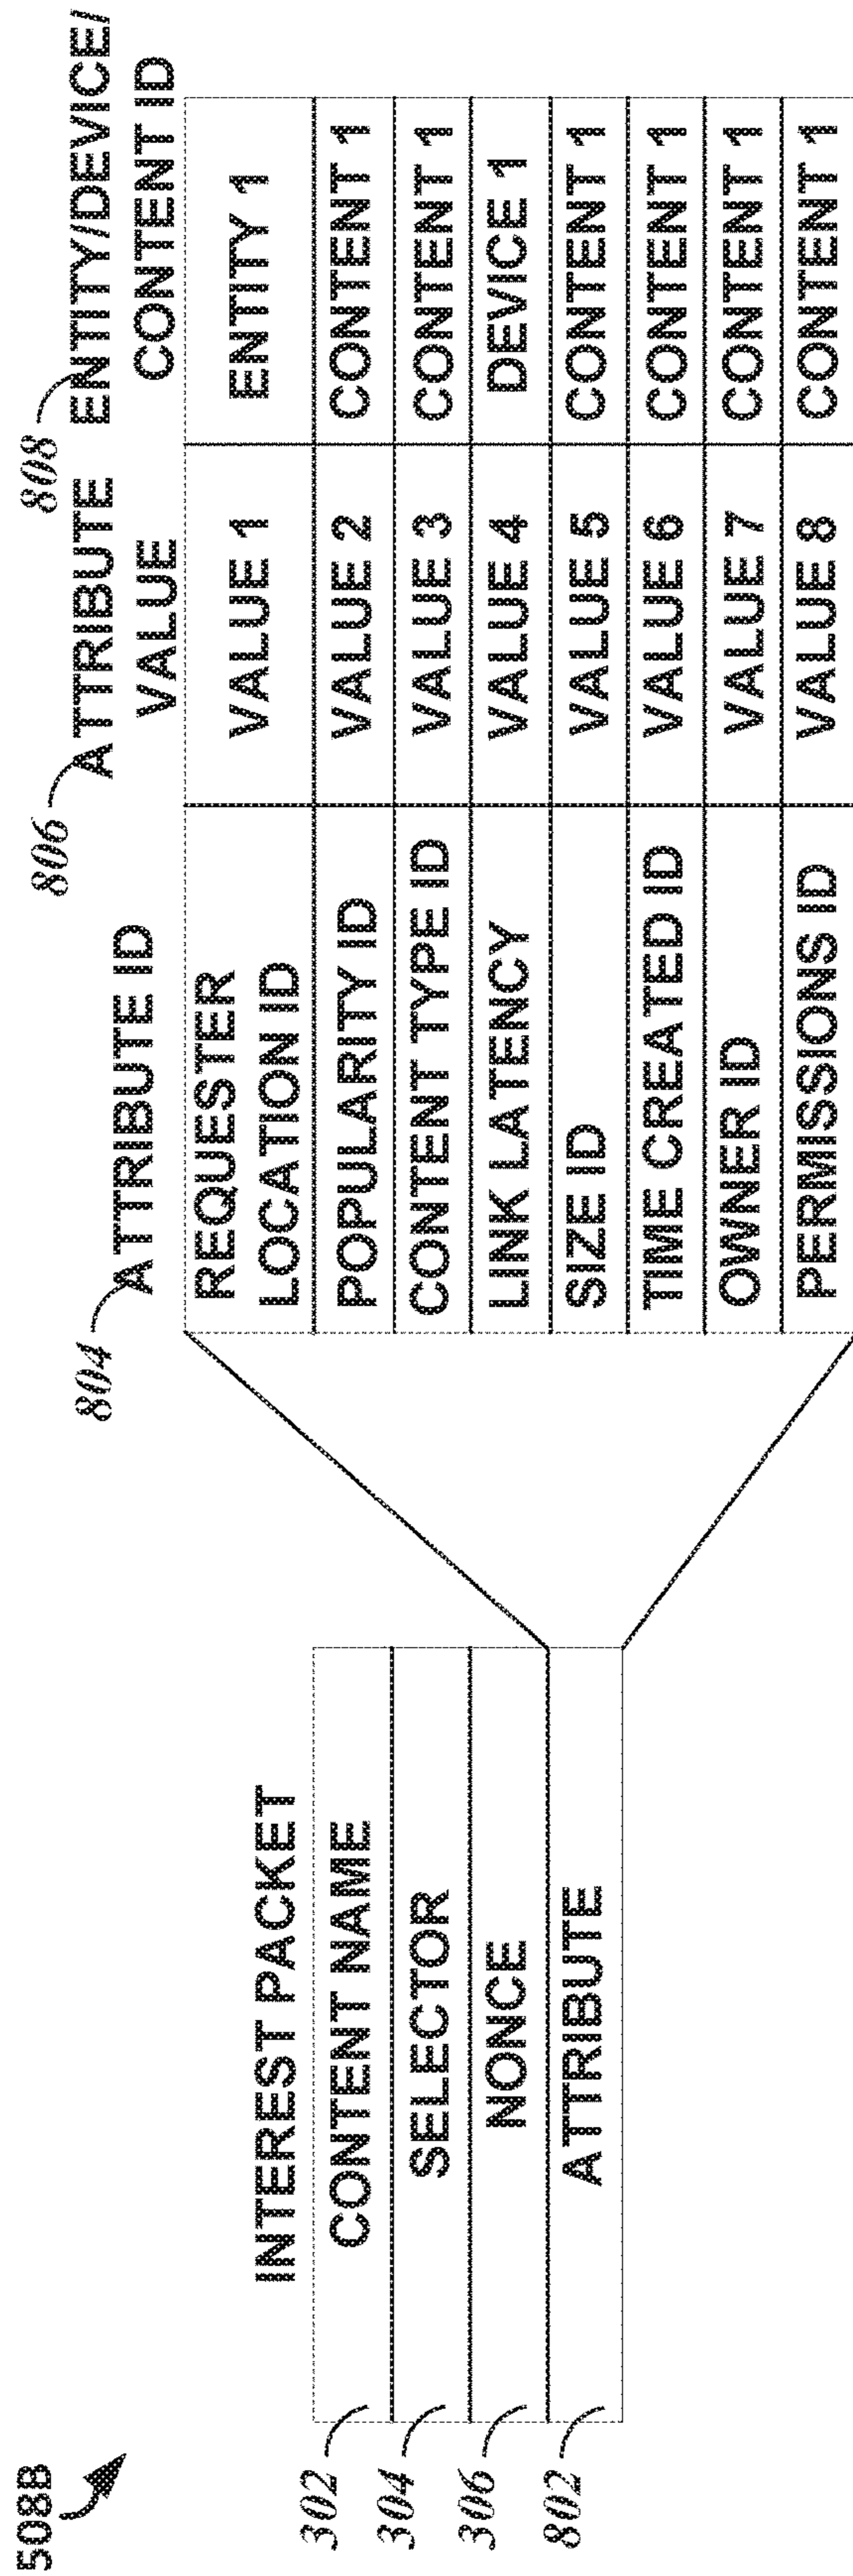 508B
INTEREST PACKET
302
CONTENT NAME
304
SELECTOR
306
NONCE
802
ATTRIBUTE
804
ATTRIBUTE ID
806
ATTRIBUTE
VALUE
808
ENTITY/DEVICE/
CONTENT ID
REQUESTER
LOCATION ID
VALUE 1
ENTITY 1
POPULARITY ID
VALUE 2
CONTENT 1
CONTENT TYPE ID
VALUE 3
CONTENT 1
LINK LATENCY
VALUE 4
DEVICE 1
SIZE ID
VALUE 5
CONTENT 1
TIME CREATED ID
VALUE 6
CONTENT 1
OWNER ID
VALUE 7
CONTENT 1
PERMISSIONS ID
VALUE 8
CONTENT 1